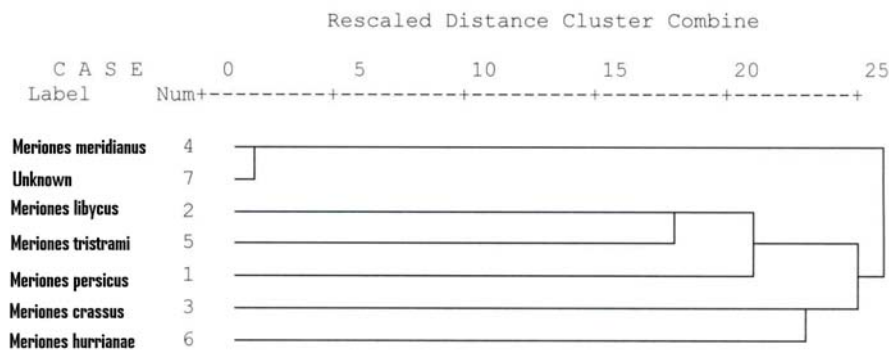 Rescaled Distance Cluster Combine
C A S E 0 5 10 15 20 25
Label Num+---------+---------+---------+---------+---------+
Meriones meridianus 4
Unknown 7
Meriones libycus 2
Meriones tristrami 5
Meriones persicus 1
Meriones crassus 3
Meriones hurrianae 6